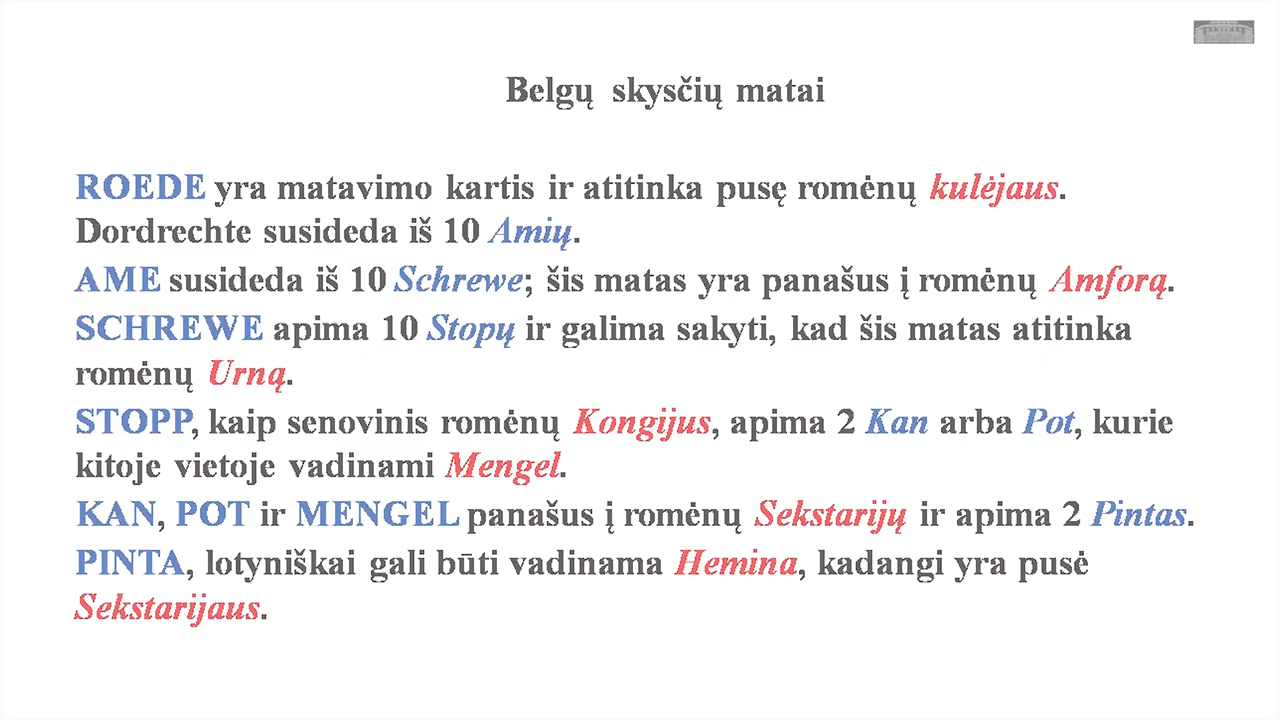 Belgų skysčių matai
ROEDE yra matavimo kartis ir atitinka pusę romėnų kulėjaus.
Dordrechte susideda iš 10 Amių.
AME susideda iš 10 Schrewe; šis matas yra panašus į romėnų Amforą.
SCHREWE apima 10 Stopų ir galima sakyti, kad šis matas atitinka
romėnų Urną.
STOPP, kaip senovinis romėnų Kongijus, apima 2 Kan arba Pot, kurie
kitoje vietoje vadinami Mengel.
KAN, POT ir MENGEL panašus į romėnų Sekstarijų ir apima 2 Pintas.
PINTA, lotyniškai gali būti vadinama Hemina, kadangi yra pusė
Sekstarijaus.